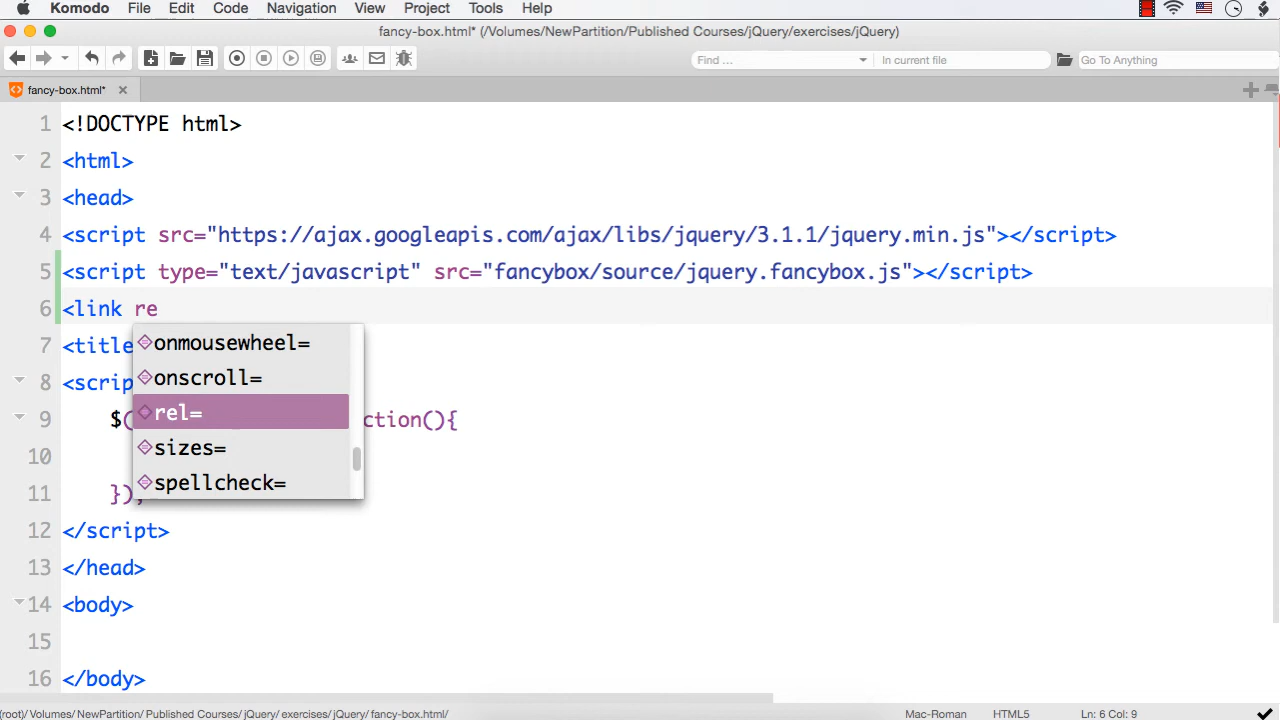 Komodo File Edit Code Navigation View Project Tools Help
fancy-box.html* (/Volumes/NewPartition/Published Courses/jQuery/exercises/jQuery)
Find ... In current file Go To Anything
fancy-box.html*
1 <!DOCTYPE html>
2 <html>
3 <head>
4 <script src="https://ajax.googleapis.com/ajax/libs/jquery/3.1.1/jquery.min.js"></script>
5 <script type="text/javascript" src="fancybox/source/jquery.fancybox.js"></script>
6 <link re
onmousewheel=
7 <title
onscroll=
8 <scrip
rel=
9 $( ction(){
sizes=
10
spellcheck=
11 });
12 </script>
13 </head>
14 <body>
15
16 </body>
(root)/ Volumes/ NewPartition/ Published Courses/ jQuery/ exercises/ jQuery/ fancy-box.html/
Mac-Roman HTML5 Ln: 6 Col: 9